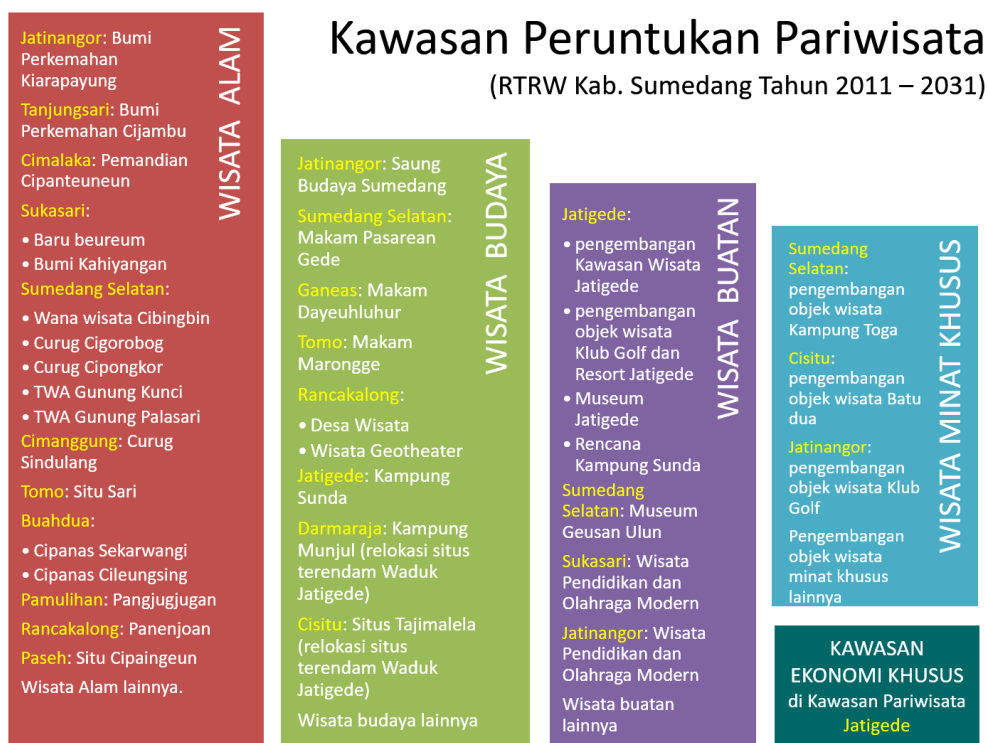 Kawasan Peruntukan Pariwisata
(RTRW Kab. Sumedang Tahun 2011 – 2031)
WISATA ALAM
Jatinangor: Bumi
Perkemahan
Kiarapayung
Tanjungsari: Bumi
Perkemahan Cijambu
Cimalaka: Pemandian
Cipanteuneun
Sukasari:
• Baru beureum
• Bumi Kahiyangan
Sumedang Selatan:
• Wana wisata Cibingbin
• Curug Cigorobog
• Curug Cipongkor
• TWA Gunung Kunci
• TWA Gunung Palasari
Cimanggung: Curug
Sindulang
Tomo: Situ Sari
Buahdua:
• Cipanas Sekarwangi
• Cipanas Cileungsing
Pamulihan: Pangjugjugan
Rancakalong: Panenjoan
Paseh: Situ Cipaingeun
Wisata Alam lainnya.
WISATA BUDAYA
Jatinangor: Saung
Budaya Sumedang
Sumedang Selatan:
Makam Pasarean
Gede
Ganeas: Makam
Dayeuhluhur
Tomo: Makam
Marongge
Rancakalong:
• Desa Wisata
• Wisata Geotheater
Jatigede: Kampung
Sunda
Darmaraja: Kampung
Munjul (relokasi situs
terendam Waduk
Jatigede)
Cisitu: Situs Tajimalela
(relokasi situs
terendam Waduk
Jatigede)
Wisata budaya lainnya
WISATA BUATAN
Jatigede:
• pengembangan
Kawasan Wisata
Jatigede
• pengembangan
objek wisata
Klub Golf dan
Resort Jatigede
• Museum
Jatigede
• Rencana
Kampung Sunda
Sumedang
Selatan: Museum
Geusan Ulun
Sukasari: Wisata
Pendidikan dan
Olahraga Modern
Jatinangor: Wisata
Pendidikan dan
Olahraga Modern
Wisata buatan
lainnya
WISATA MINAT KHUSUS
Sumedang
Selatan:
pengembangan
objek wisata
Kampung Toga
Cisitu:
pengembangan
objek wisata Batu
dua
Jatinangor:
pengembangan
objek wisata Klub
Golf
Pengembangan
objek wisata
minat khusus
lainnya
KAWASAN
EKONOMI KHUSUS
di Kawasan Pariwisata
Jatigede